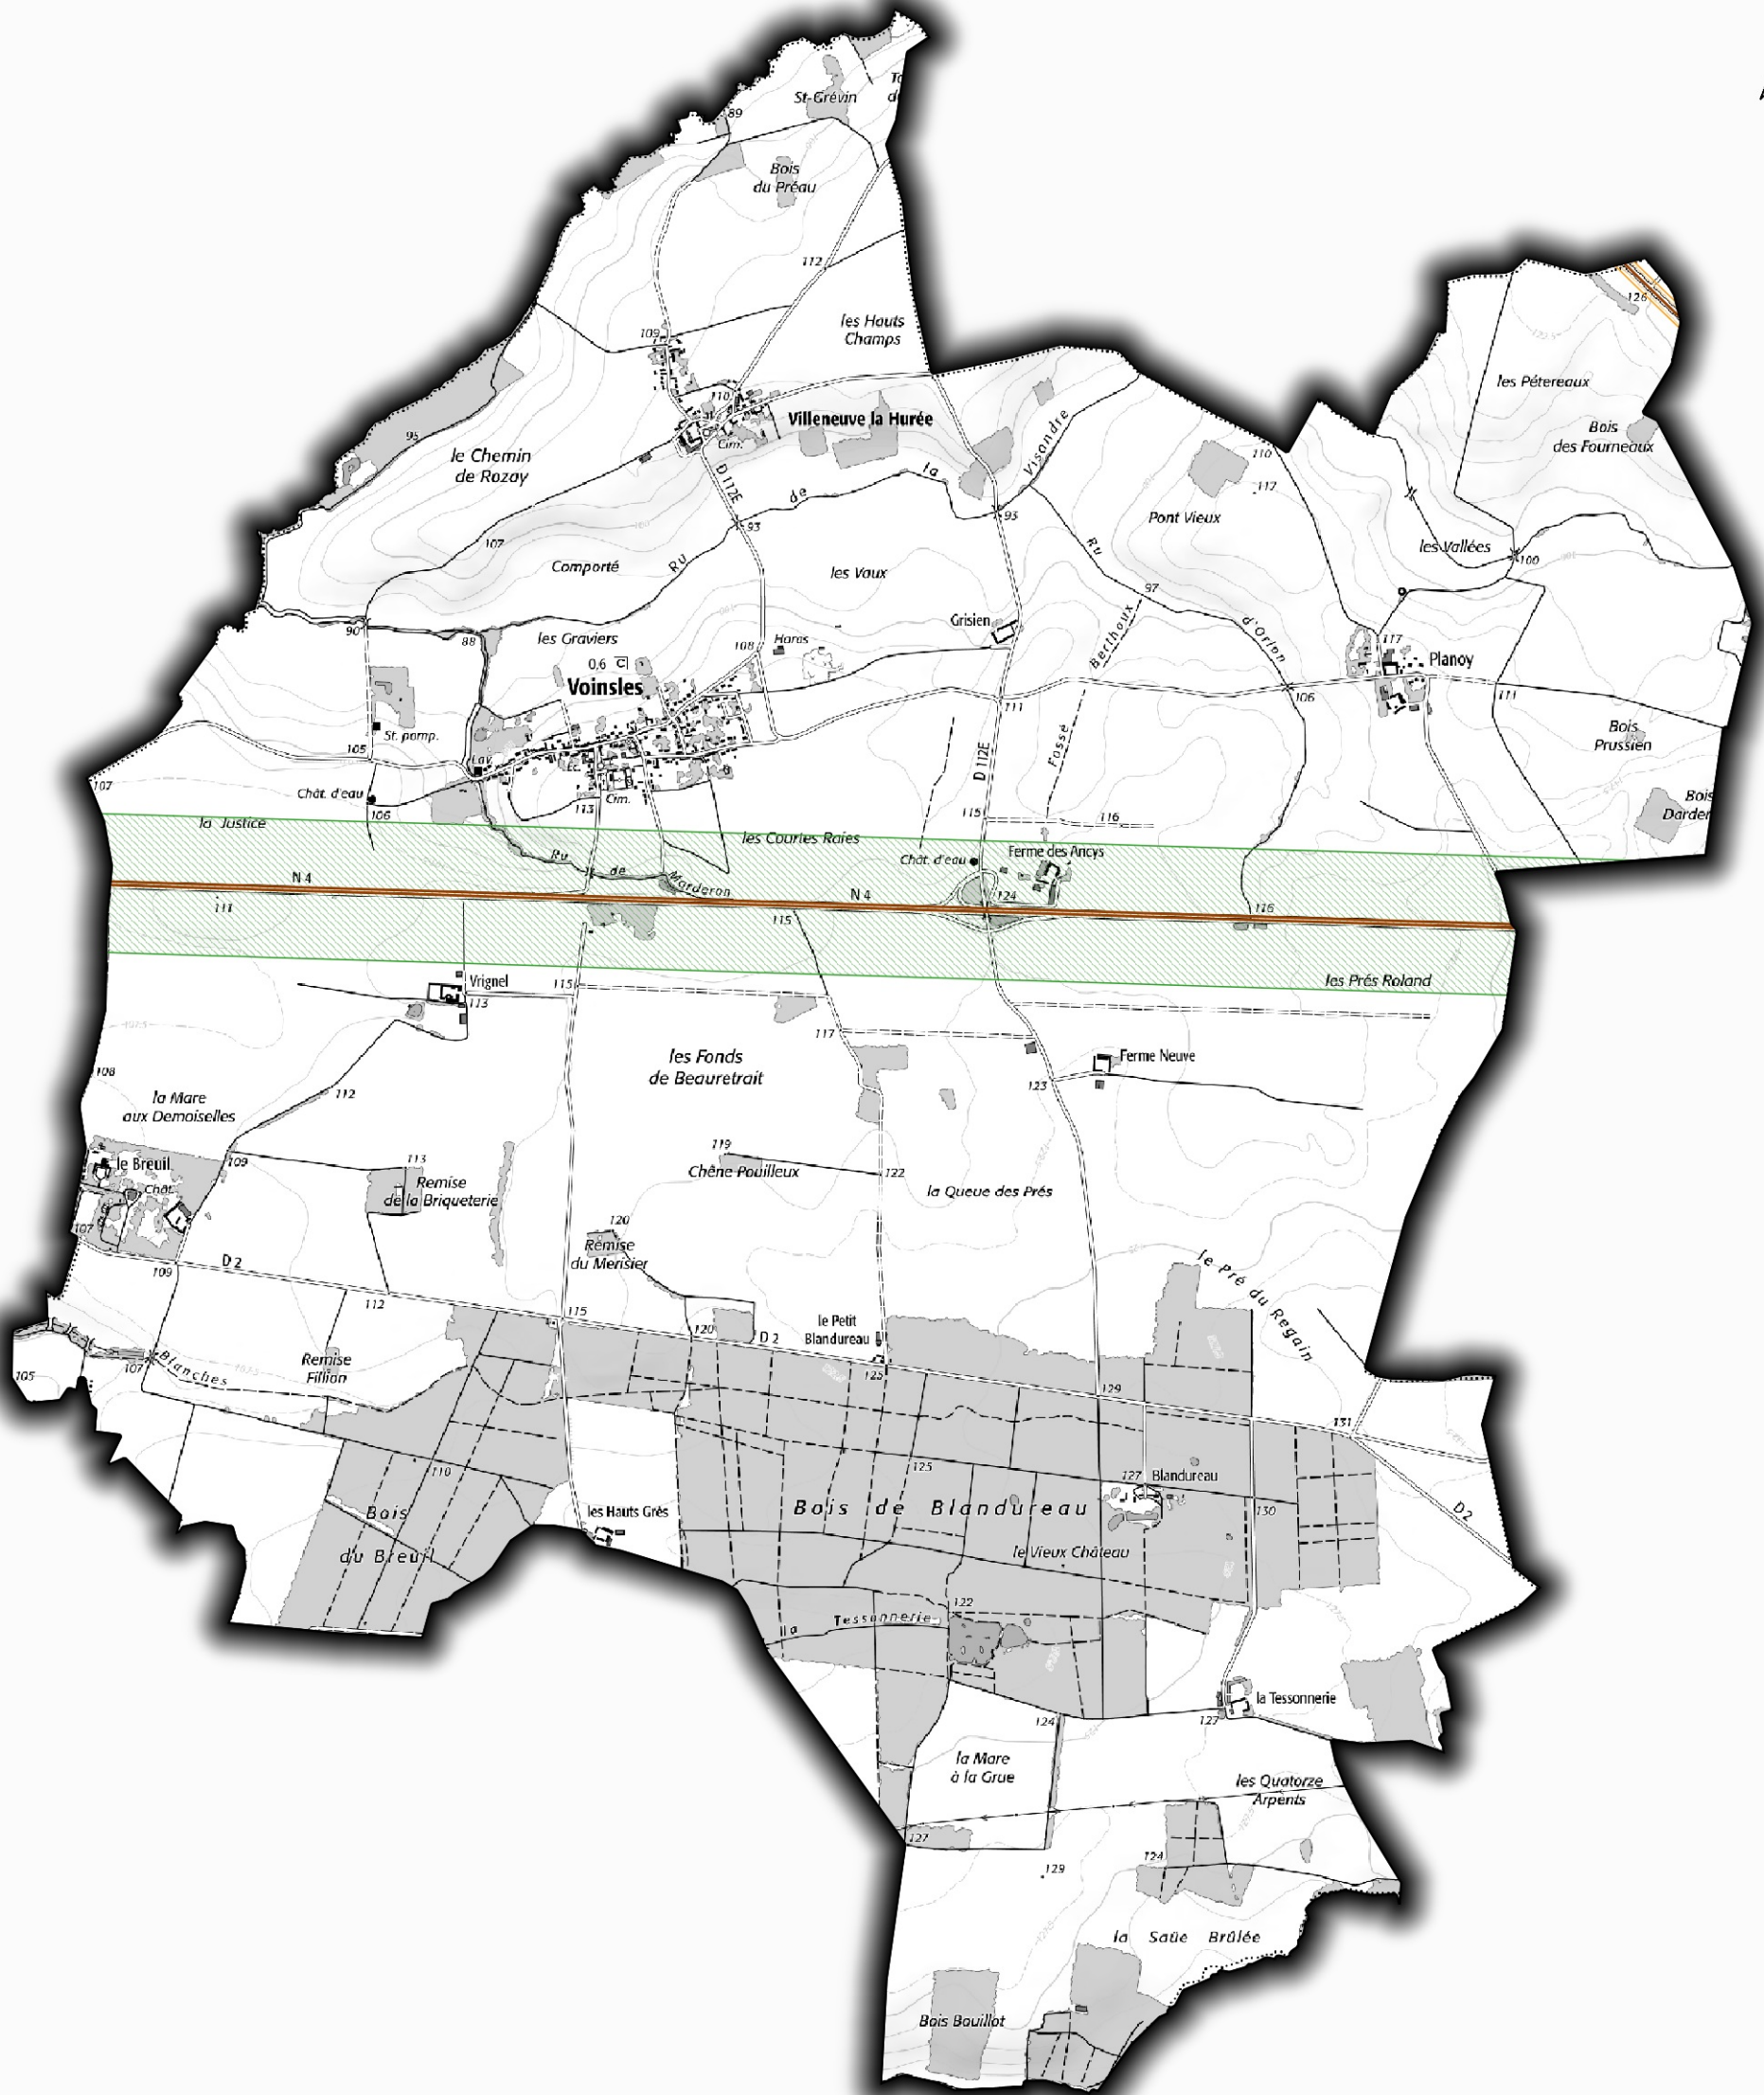 St-Grévin
To
d
89
Bois
du Préau
112
126
109
les Hauts
Champs
les Pétereaux
110
Villeneuve la Hurée
Cim.
Bois
des Fourneaux
95
le Chemin
de Rozay
D 112E
de
la
Visandre
110
117
Pont Vieux
93
93
107
les Vallées
100
Comporté
Ru
les Vaux
Ru
97
90
88
les Graviers
Grisien
Berthoux
d'Orlon
108
Haras
117
Planoy
0,6 C
Voinsles
106
111
111
St. pomp.
105
Fossé
D 112E
Bois
Prussien
107
Lav.
Ec.
Chât. d'eau
106
113
Cim.
115
116
Bois
Darder
la Justice
les Courtes Raies
Ru
de
Marderon
Chât. d'eau
Ferme des Ancys
N 4
N 4
124
111
115
116
Vrignel
115
113
les Prés Roland
117
les Fonds
de Beauretrait
Ferme Neuve
123
108
112
la Mare
aux Demoiselles
le Breuil
Chât.
109
113
119
Chêne Pouilleux
122
Remise
de la Briqueterie
la Queue des Prés
107
120
Remise
du Merisier
109
D 2
112
115
le Pré du Regain
120
D 2
le Petit
Blandureau
125
105
107
Blanches
Remise
Fillion
129
131
110
125
127
Blandureau
Bois de Blandureau
130
D 2
Bois
du Breuil
les Hauts Grès
le Vieux Château
122
la
Tessonnerie
la Tessonnerie
124
127
la Mare
à la Grue
les Quatorze
Arpents
127
129
124
la Saüe Brûlée
Bois Bouillot